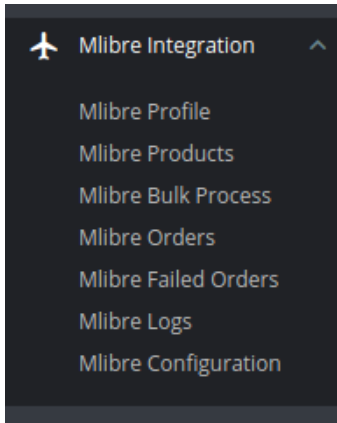 Mlibre Integration
Mlibre Profile
Mlibre Products
Mlibre Bulk Process
Mlibre Orders
Mlibre Failed Orders
Mlibre Logs
Mlibre Configuration